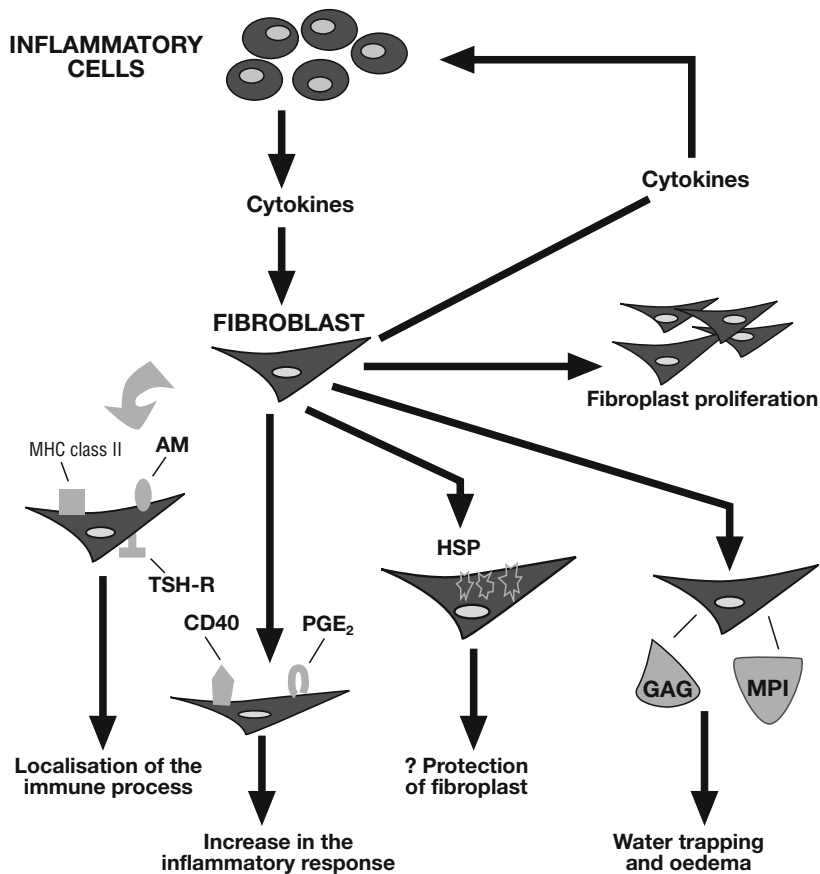 INFLAMMATORY
CELLS
Cytokines
Cytokines
FIBROBLAST
Fibroplast proliferation
MHC class II
AM
TSH-R
HSP
CD40
PGE₂
GAG
MPI
Localisation of the
immune process
? Protection
of fibroplast
Increase in the
inflammatory response
Water trapping
and oedema